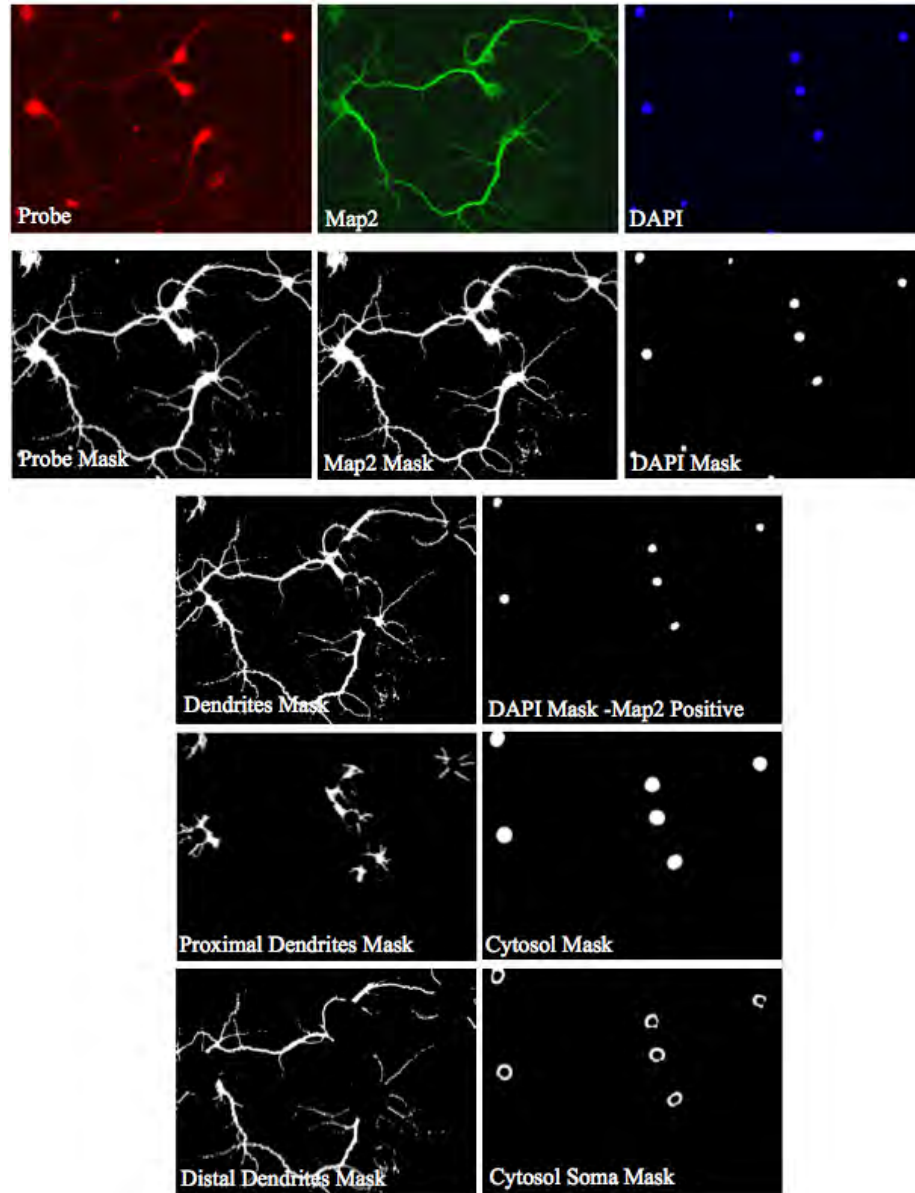 Probe
Map2
DAPI
Probe Mask
Map2 Mask
DAPI Mask
Dendrites Mask
DAPI Mask -Map2 Positive
Proximal Dendrites Mask
Cytosol Mask
Distal Dendrites Mask
Cytosol Soma Mask